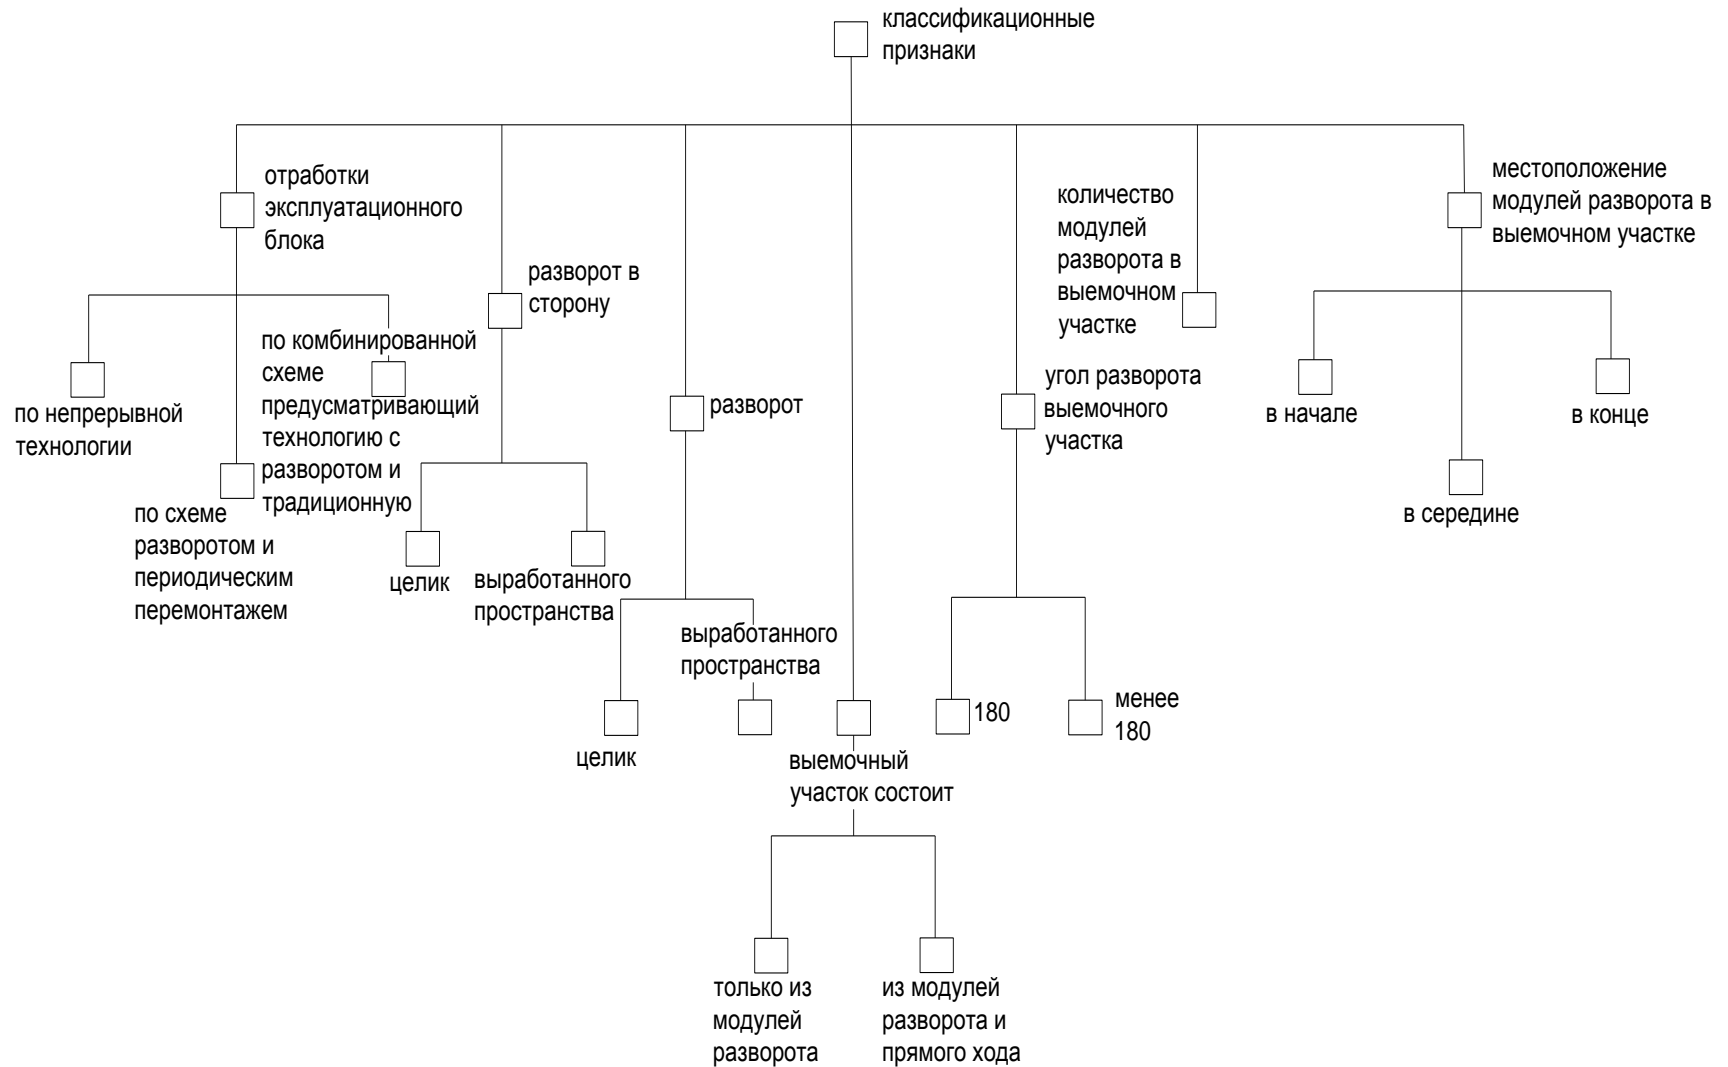 классификационные
признаки
отработки
эксплуатационного
блока
разворот в
сторону
количество
модулей
разворота в
выемочном
участке
местоположение
модулей разворота в
выемочном участке
по непрерывной
технологии
по комбинированной
схеме
предусматривающий
технологию с
разворотом и
традиционную
по схеме
разворотом и
периодическим
перемонтажем
разворот
угол разворота
выемочного
участка
в начале
в конце
в середине
целик
выработанного
пространства
выработанного
пространства
целик
180
менее
180
выемочный
участок состоит
только из
модулей
разворота
из модулей
разворота и
прямого хода